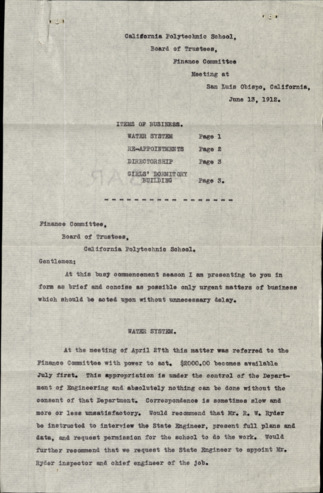 California Polytechnic School,
Board of Trustees,
Finance Committee
Meeting at
San Luis Obispo, California,
June 13, 1912.
ITEMS OF BUSINESS.
WATER SYSTEM Page 1
RE-APPOINTMENTS Page 2
DIRECTORSHIP Page 3
GIRLS' DORMITORY
BUILDING Page 3.
Finance Committee,
Board of Trustees,
California Polytechnic School.
Gentlemen:
At this busy commencement season I am presenting to you in
form as brief and concise as possible only urgent matters of business
which should be acted upon without unnecessary delay.
WATER SYSTEM.
At the meeting of April 27th this matter was referred to the
Finance Committee with power to act. $2000.00 becomes available
July first. This appropriation is under the control of the Depart-
ment of Engineering and absolutely nothing can be done without the
consent of that Department. Correspondence is sometimes slow and
more or less unsatisfactory. Would recommend that Mr. R. W. Ryder
be instructed to interview the State Engineer, present full plans and
data, and request permission for the school to do the work. Would
further recommend that we request the State Engineer to appoint Mr.
Ryder inspector and chief engineer of the job.